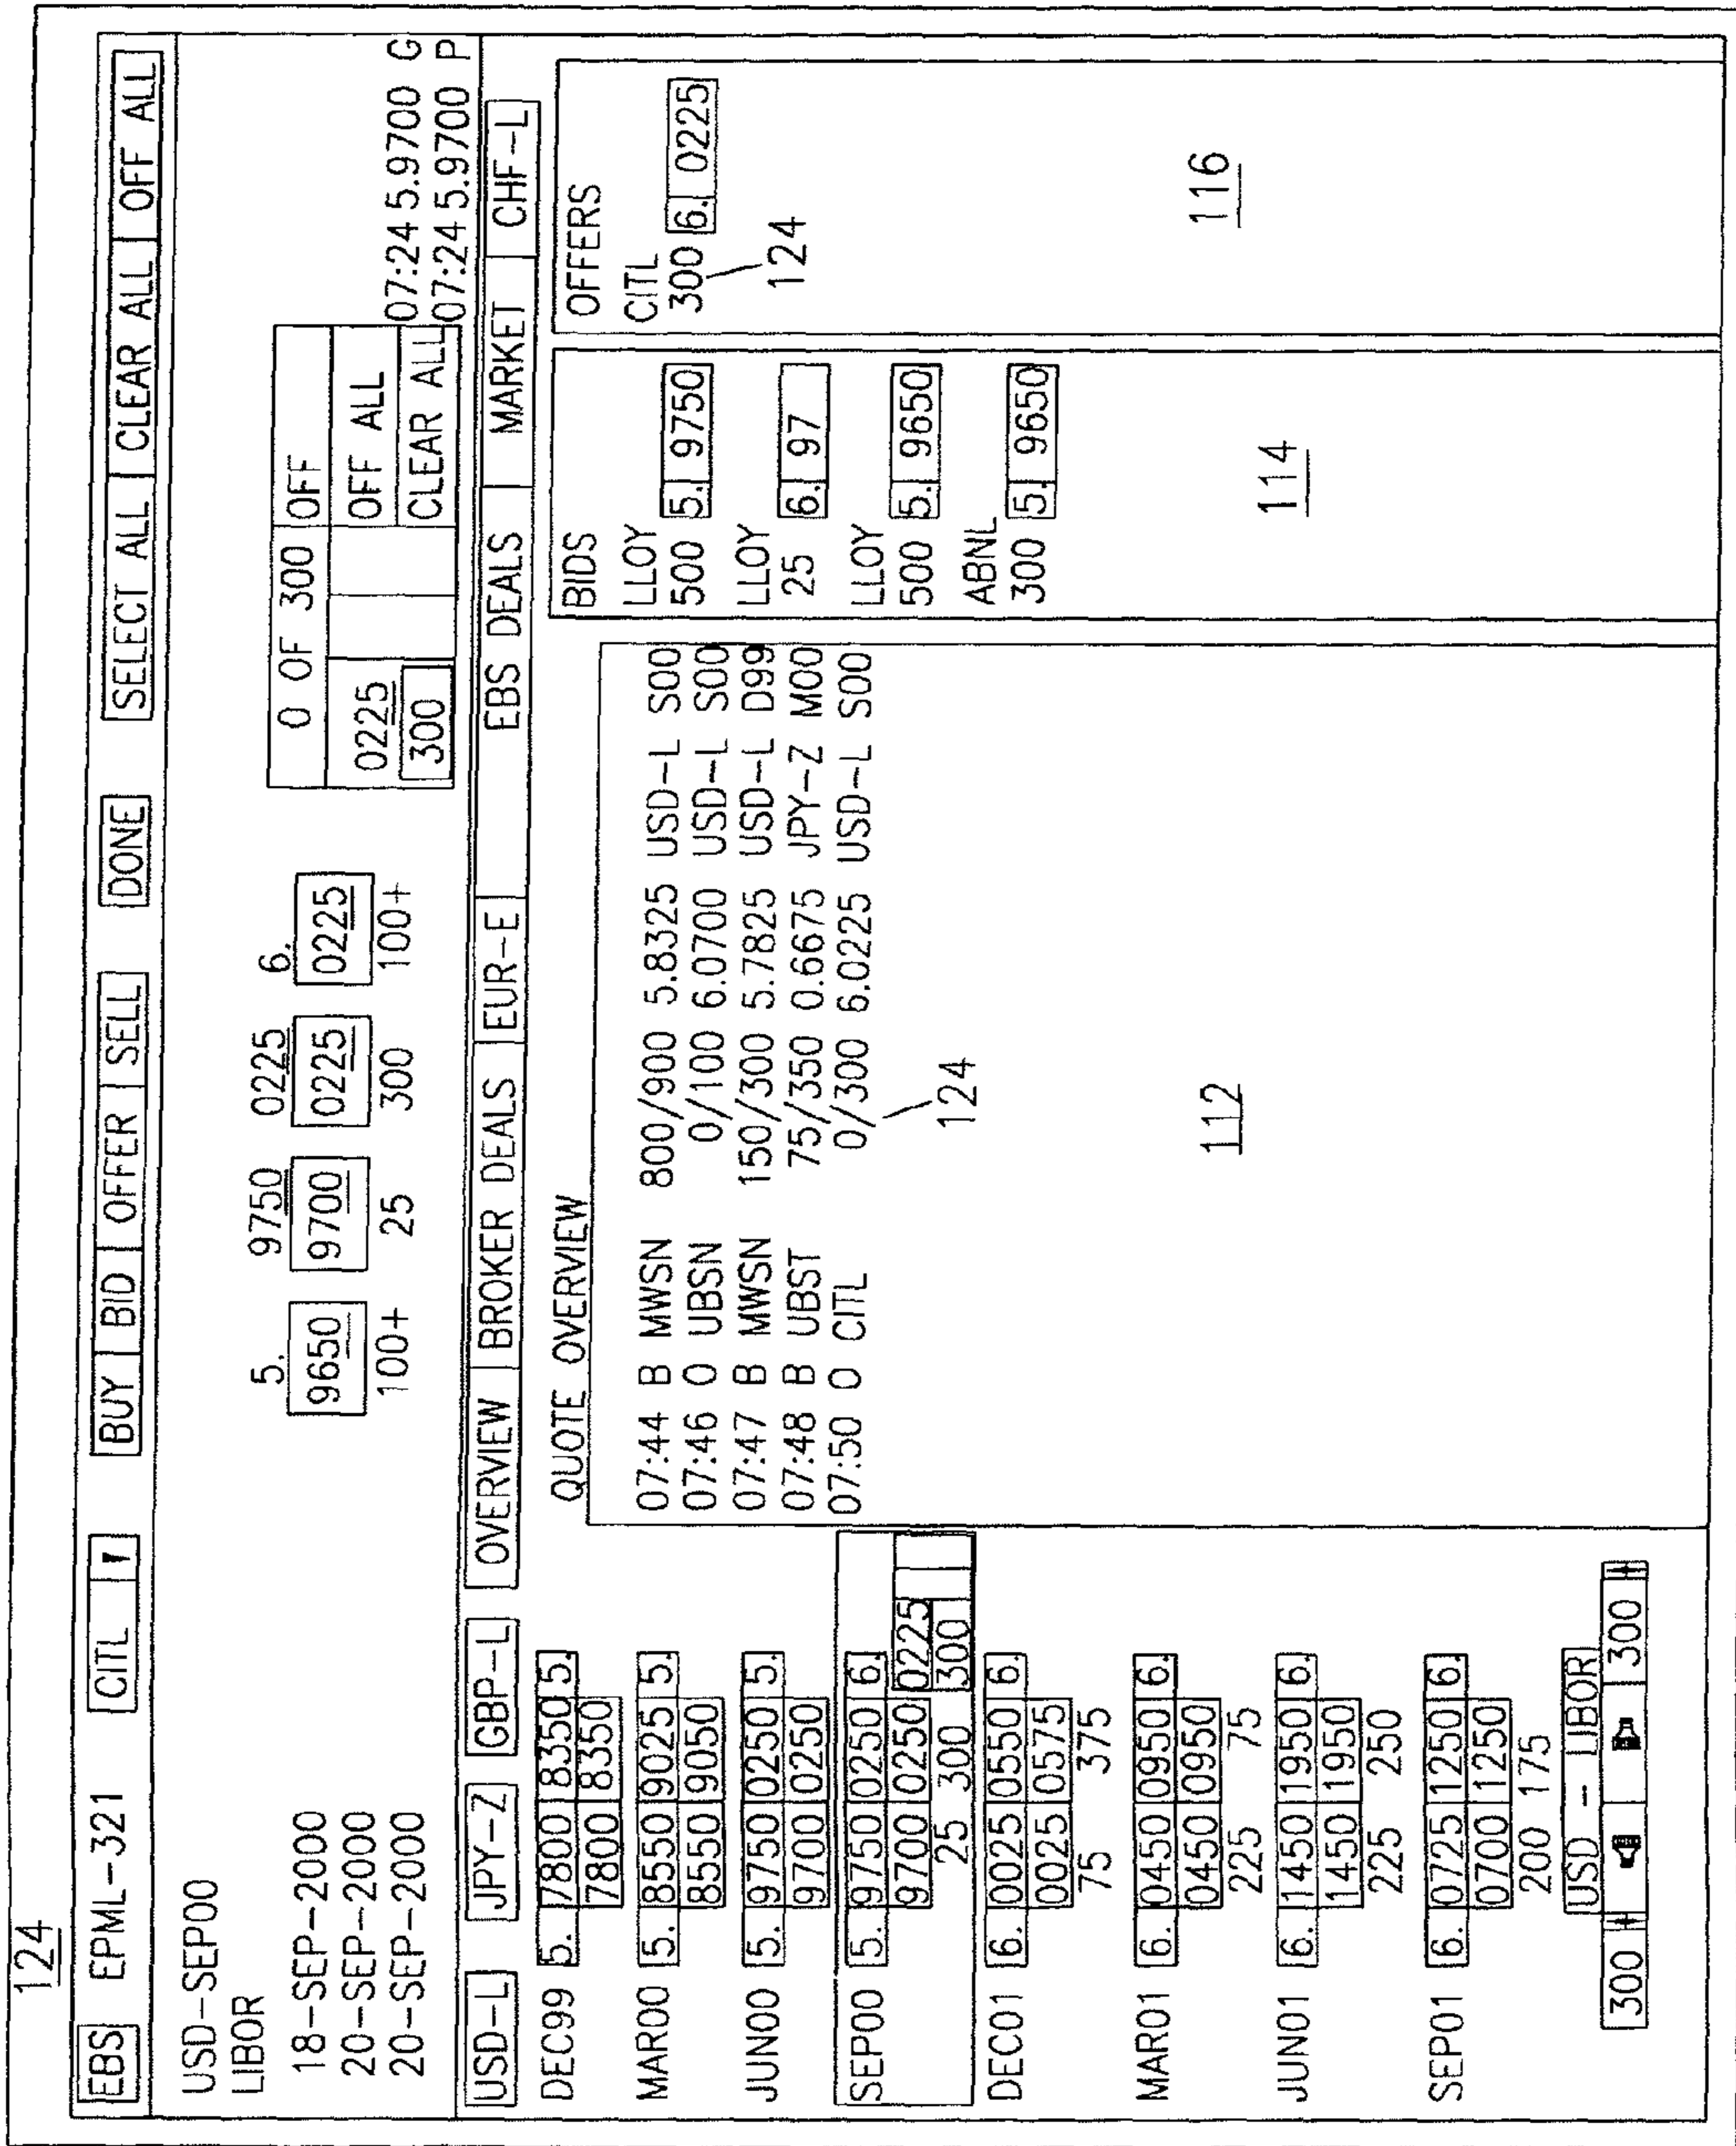 124
EBS EPML-321 CITL BUY BID OFFER SELL DONE SELECT ALL CLEAR ALL OFF ALL
USD-SEP00
LIBOR
18-SEP-2000
20-SEP-2000
20-SEP-2000
5. 9750 0225 6.
9650 9700 0225 0225
100+ 25 300 100+
0 OF 300 OFF
0225 OFF ALL
300 CLEAR ALL
07:24 5.9700 G
07:24 5.9700 P
USD-L JPY-Z GBP-L OVERVIEW BROKER DEALS EUR-E EBS DEALS MARKET CHF-L
DEC99 5. 7800 8350 5.
7800 8350
MAR00 5. 8550 9025 5.
8550 9050
JUN00 5. 9750 0250 5.
9700 0250
SEP00 5. 9750 0250 6.
9700 0250 0225
25 300 300
DEC01 6. 0025 0550 6.
0025 0575
75 375
MAR01 6. 0450 0950 6.
0450 0950
225 75
JUN01 6. 1450 1950 6.
1450 1950
225 250
SEP01 6. 0725 1250 6.
0700 1250
200 175
USD - LIBOR
300 300
QUOTE OVERVIEW
07:44 B MWSN 800/900 5.8325 USD-L S00
07:46 O UBSN 0/100 6.0700 USD-L S00
07:47 B MWSN 150/300 5.7825 USD-L D99
07:48 B UBST 75/350 0.6675 JPY-Z M00
07:50 O CITL 0/300 6.0225 USD-L S00
124
112
BIDS
LLOY
500 5. 9750
LLOY
25 6. 97
LLOY
500 5. 9650
ABNL
300 5. 9650
114
OFFERS
CITL
300 6. 0225
124
116